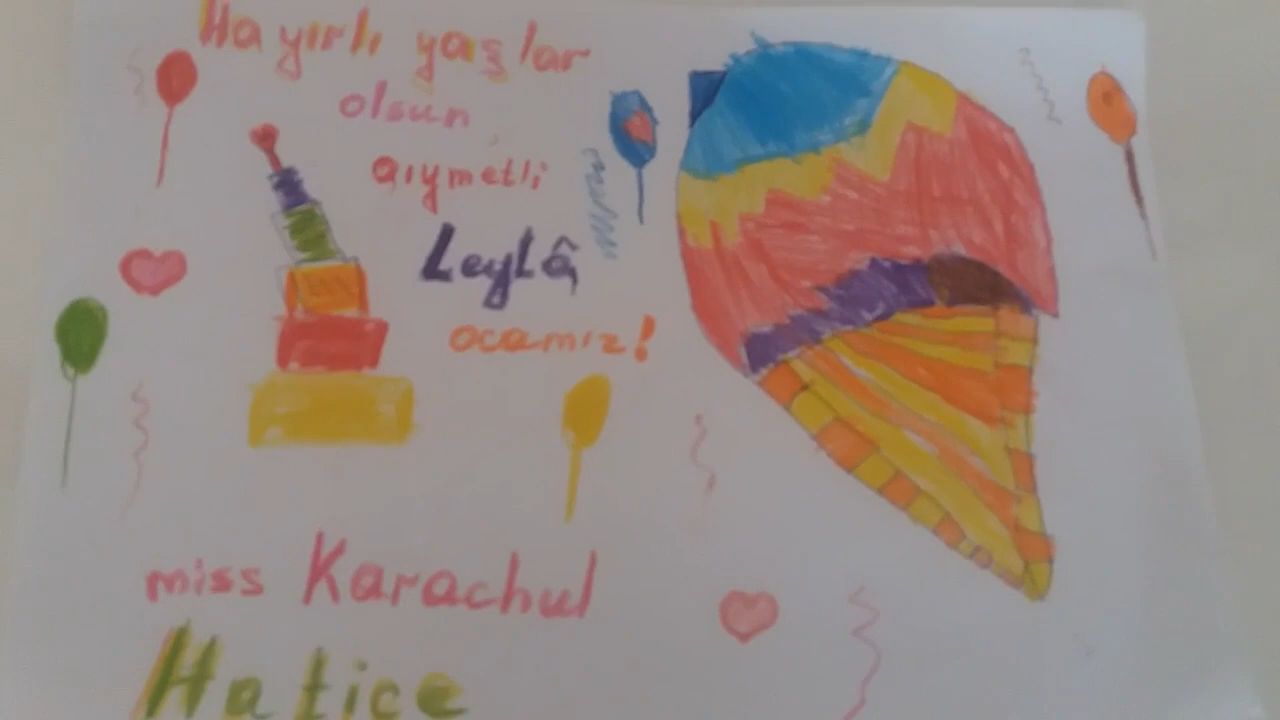 Hayırlı yaşlar
olsun
qıymetli
Leylâ
ocamız!
miss Karachul
Hatice